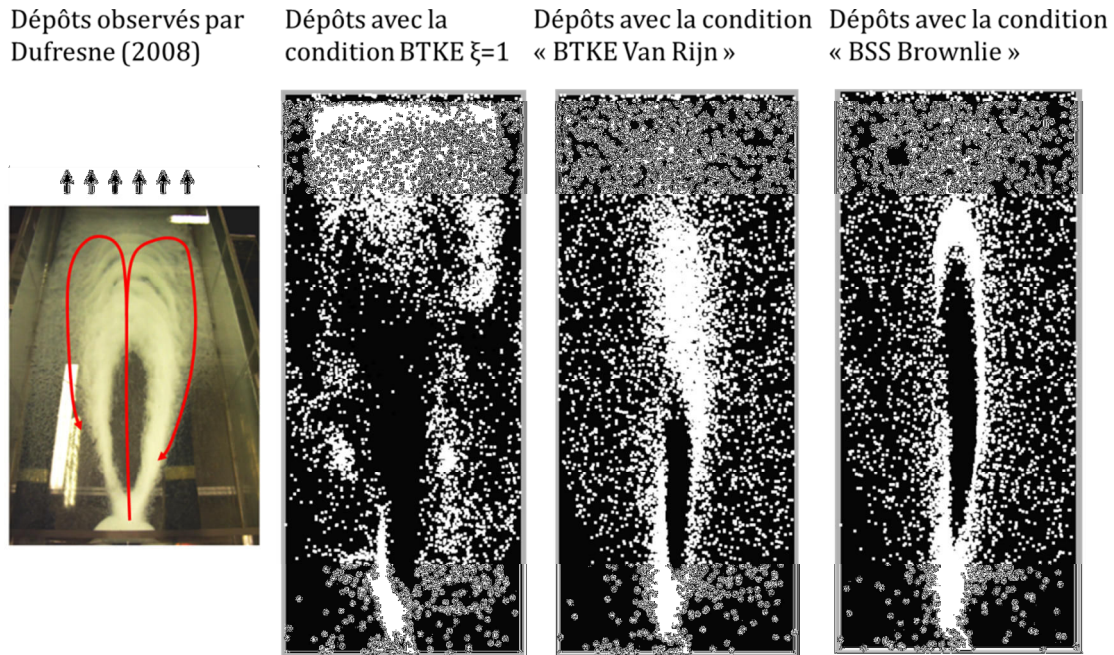 Dépôts observés par
Dufresne (2008)
Dépôts avec la
condition BTKE ξ=1
Dépôts avec la condition
« BTKE Van Rijn »
Dépôts avec la condition
« BSS Brownlie »